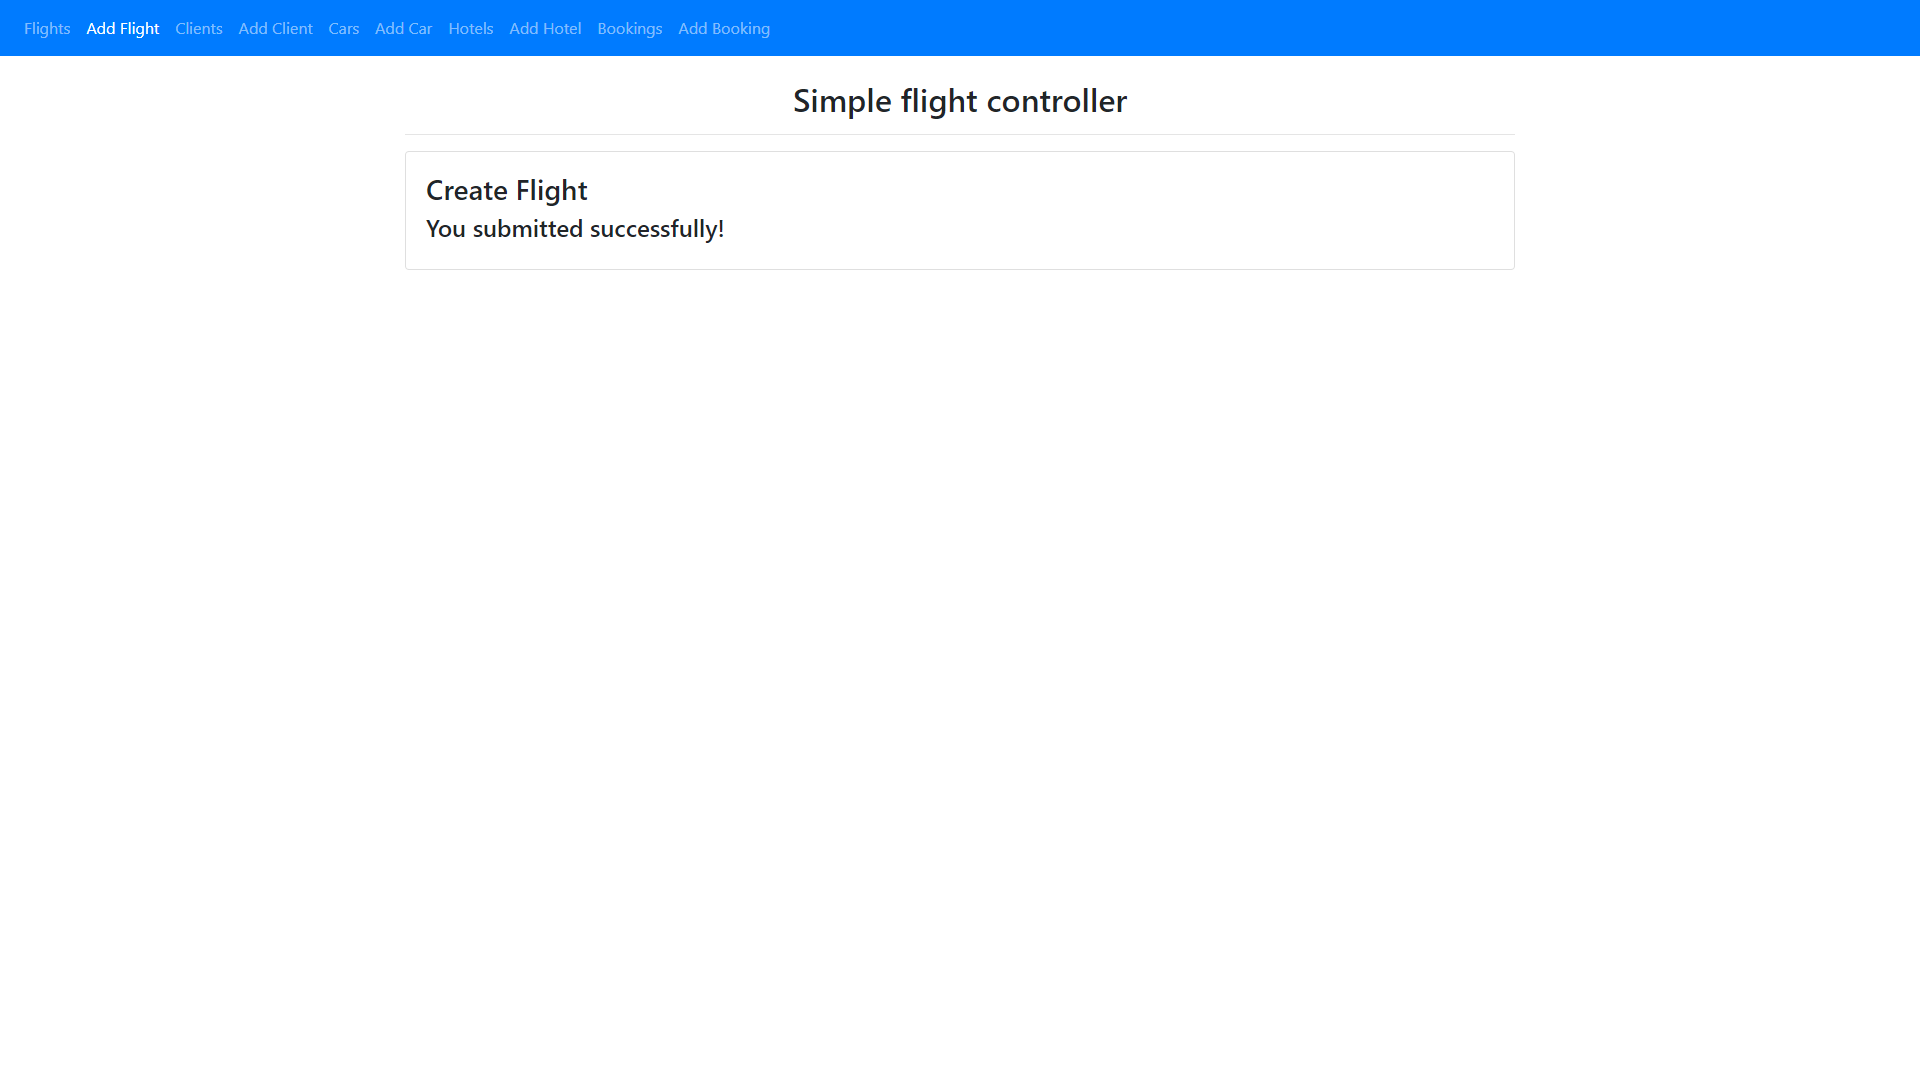 Flights Add Flight Clients Add Client Cars Add Car Hotels Add Hotel Bookings Add Booking
Simple flight controller
Create Flight
You submitted successfully!